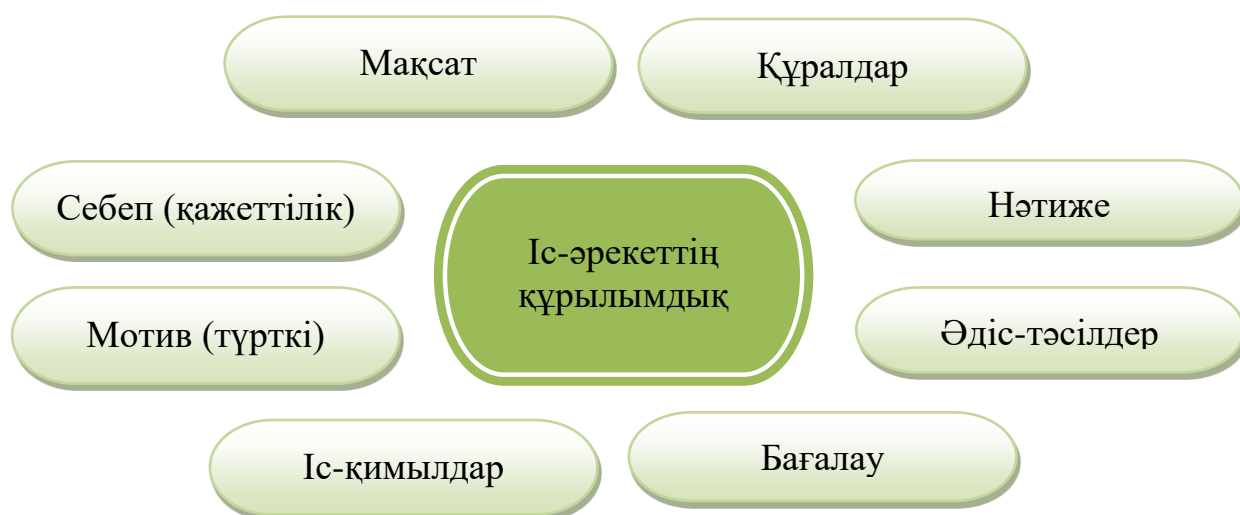 Мақсат
Құралдар
Себеп (қажеттілік)
Нәтиже
Іс-әрекеттің
құрылымдық
Мотив (түрткі)
Әдіс-тәсілдер
Іс-қимылдар
Бағалау